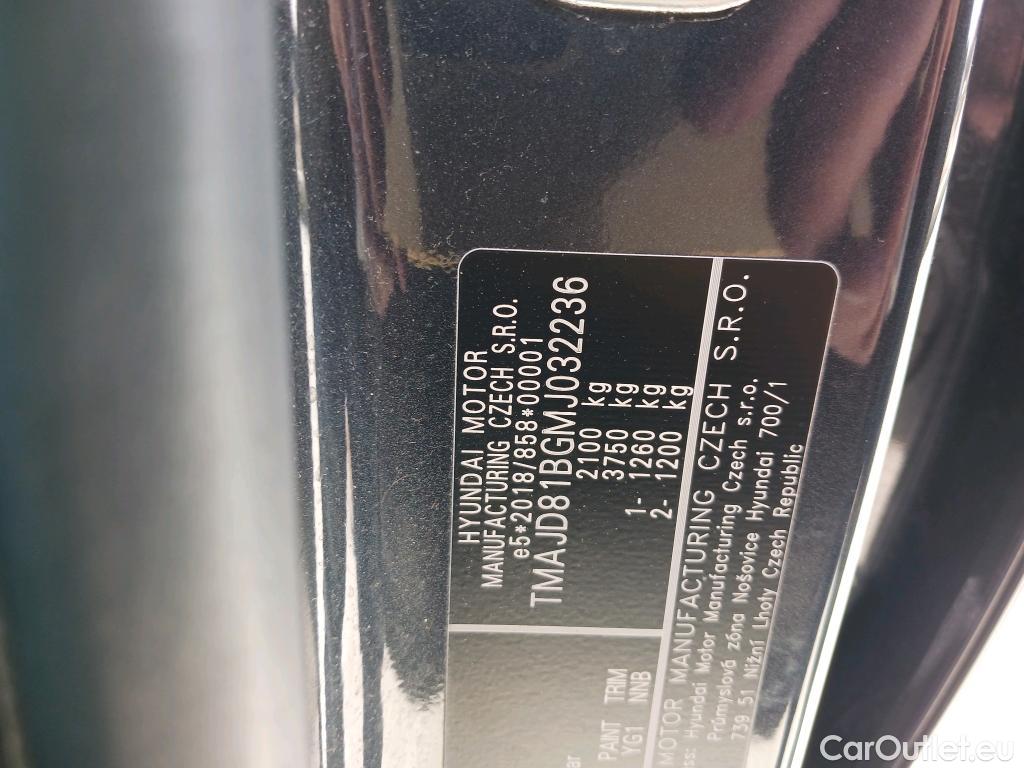 HYUNDAI MOTOR
MANUFACTURING CZECH S.R.O.
e5*2018/858*00001
TMAJD81BGMJ032236
2100 kg
3750 kg
1- 1260 kg
2- 1200 kg
PAINT TRIM
YG1 NNB
MOTOR MANUFACTURING CZECH S.R.O.
Hyundai Motor Manufacturing Czech s.r.o.
Průmyslová zóna Nošovice Hyundai 700/1
739 51 Nižní Lhoty Czech Republic
CarOutlet.eu